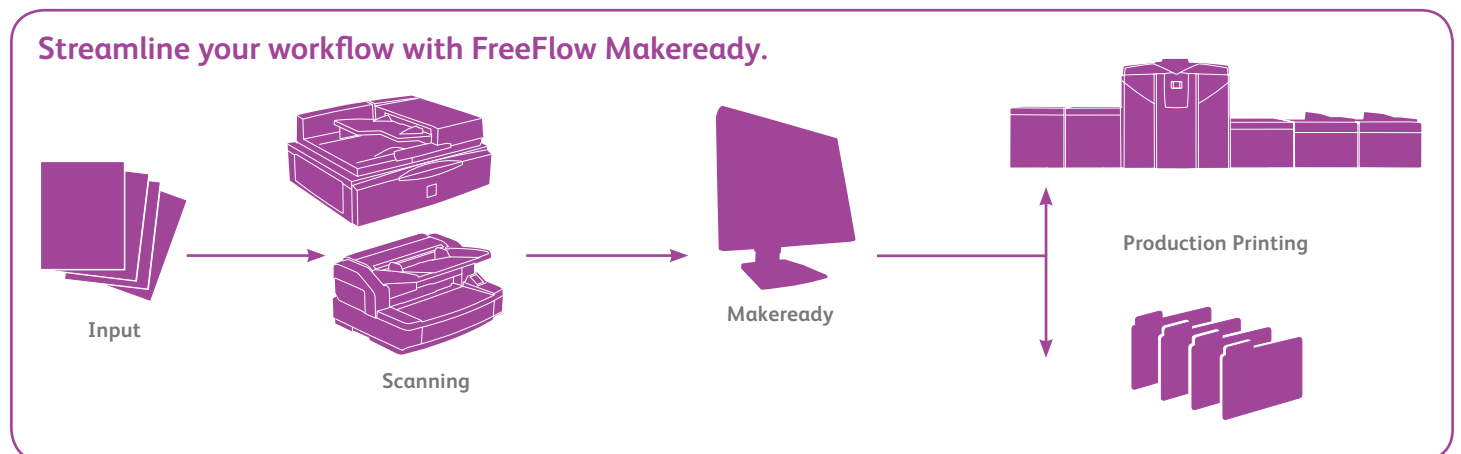 Streamline your workflow with FreeFlow Makeready.
Input
Scanning
Makeready
Production Printing